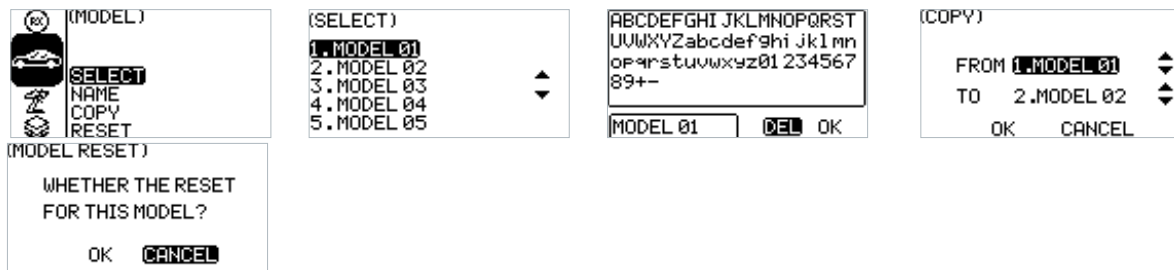 (MODEL)
RX
SELECT
NAME
COPY
RESET
(SELECT)
1.MODEL 01
2.MODEL 02
3.MODEL 03
4.MODEL 04
5.MODEL 05
ABCDEFGHIJKLMNOPQRST
UVWXYZabcdefghijklmn
opqrstuvwxyz01234567
89+-
MODEL 01 DEL OK
(COPY)
FROM 1.MODEL 01
TO 2.MODEL 02
OK CANCEL
(MODEL RESET)
WHETHER THE RESET
FOR THIS MODEL?
OK CANCEL